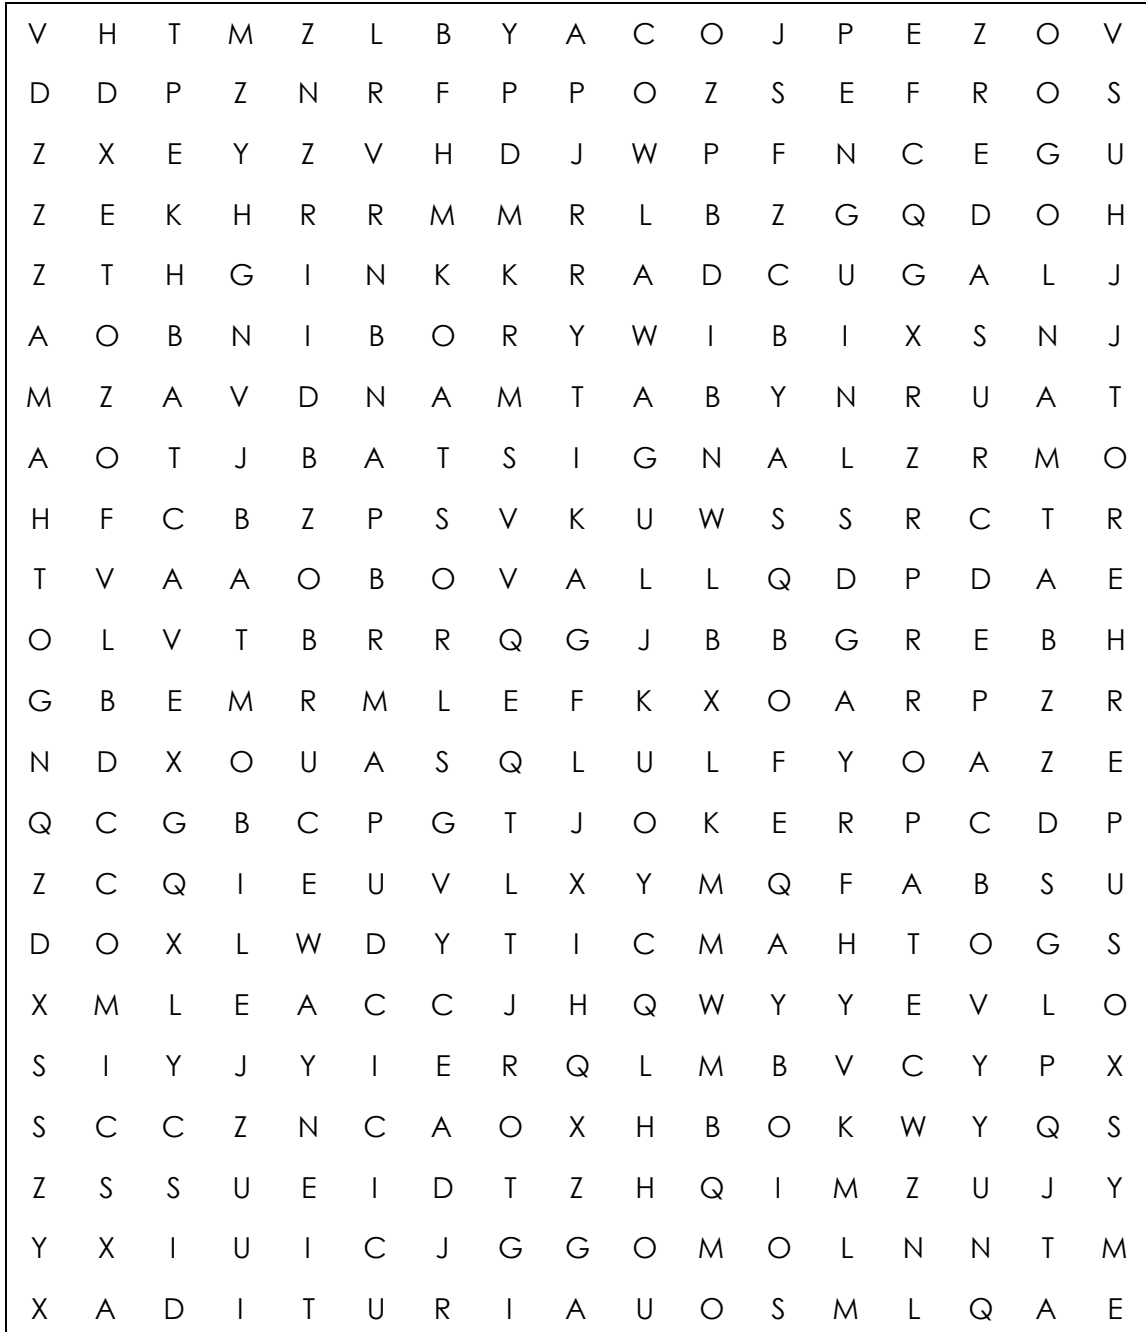 V H T M Z L B Y A C O J P E Z O V
D D P Z N R F P P O Z S E F R O S
Z X E Y Z V H D J W P F N C E G U
Z E K H R R M M R L B Z G Q D O H
Z T H G I N K K R A D C U G A L J
A O B N I B O R Y W I B I X S N J
M Z A V D N A M T A B Y N R U A T
A O T J B A T S I G N A L Z R M O
H F C B Z P S V K U W S S R C T R
T V A A O B O V A L L Q D P D A E
O L V T B R R Q G J B B G R E B H
G B E M R M L E F K X O A R P Z R
N D X O U A S Q L U L F Y O A Z E
Q C G B C P G T J O K E R P C D P
Z C Q I E U V L X Y M Q F A B S U
D O X L W D Y T I C M A H T O G S
X M L E A C C J H Q W Y Y E V L O
S I Y J Y I E R Q L M B V C Y P X
S C C Z N C A O X H B O K W Y Q S
Z S S U E I D T Z H Q I M Z U J Y
Y X I U I C J G G O M O L N N T M
X A D I T U R I A U O S M L Q A E